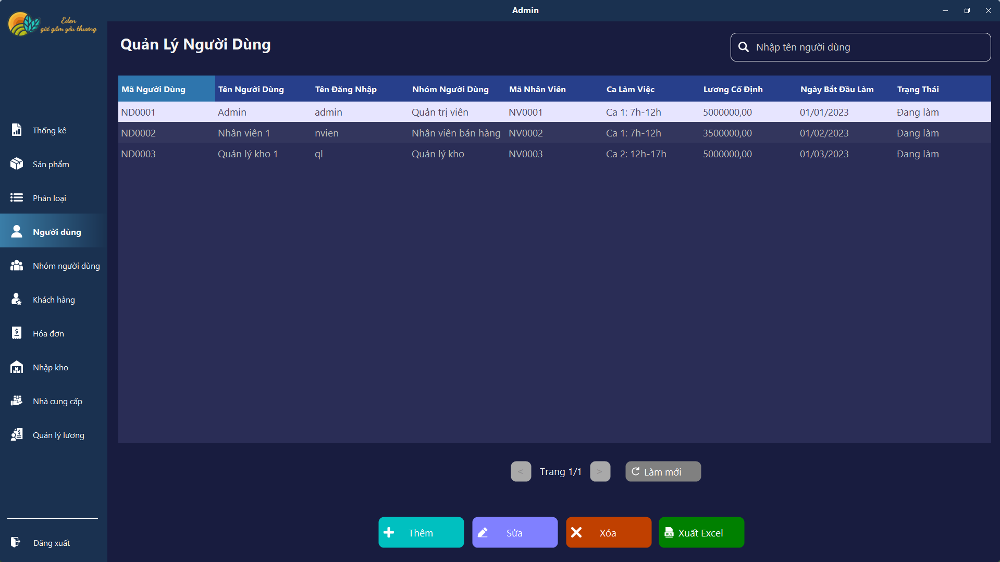 Admin
Eden
gửi gắm yêu thương
Quản Lý Người Dùng
Nhập tên người dùng
Mã Người Dùng Tên Người Dùng Tên Đăng Nhập Nhóm Người Dùng Mã Nhân Viên Ca Làm Việc Lương Cố Định Ngày Bắt Đầu Làm Trạng Thái
ND0001 Admin admin Quản trị viên NV0001 Ca 1: 7h-12h 5000000,00 01/01/2023 Đang làm
ND0002 Nhân viên 1 nvien Nhân viên bán hàng NV0002 Ca 1: 7h-12h 3500000,00 01/02/2023 Đang làm
ND0003 Quản lý kho 1 ql Quản lý kho NV0003 Ca 2: 12h-17h 5000000,00 01/03/2023 Đang làm
Thống kê
Sản phẩm
Phân loại
Người dùng
Nhóm người dùng
Khách hàng
Hóa đơn
Nhập kho
Nhà cung cấp
Quản lý lương
Đăng xuất
< Trang 1/1 > Làm mới
Thêm Sửa Xóa XLS Xuất Excel